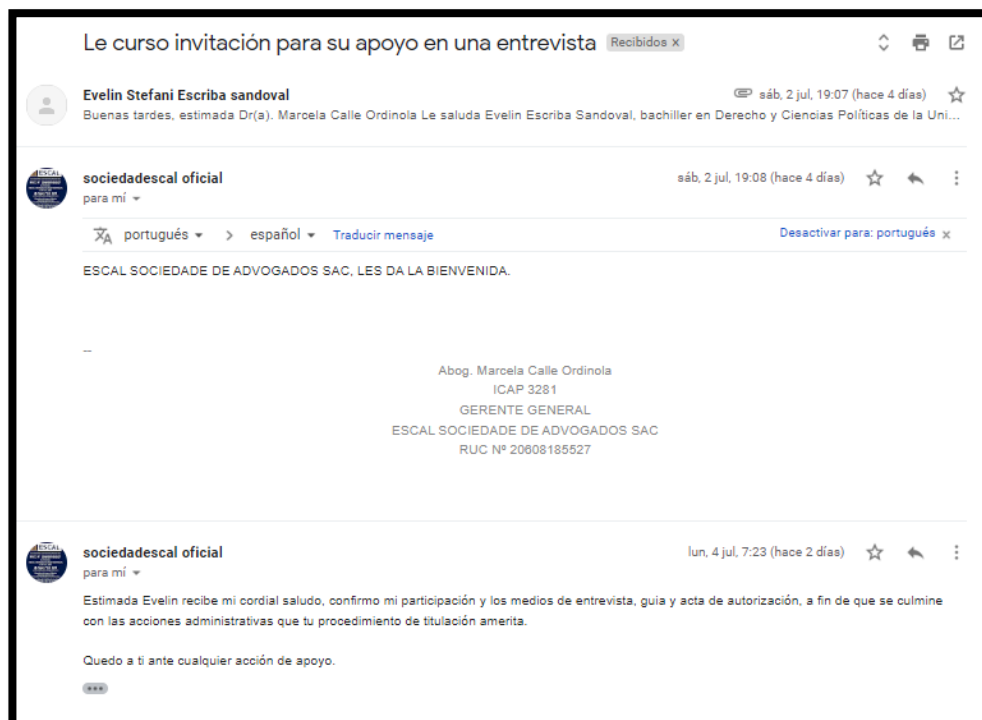 Le curso invitación para su apoyo en una entrevista Recibidos x
Evelin Stefani Escriba sandoval sáb, 2 jul, 19:07 (hace 4 días)
Buenas tardes, estimada Dr(a). Marcela Calle Ordinola Le saluda Evelin Escriba Sandoval, bachiller en Derecho y Ciencias Políticas de la Uni...
sociedadescal oficial sáb, 2 jul, 19:08 (hace 4 días)
para mí
portugués > español Traducir mensaje Desactivar para: portugués x
ESCAL SOCIEDADE DE ADVOGADOS SAC, LES DA LA BIENVENIDA.
--
Abog. Marcela Calle Ordinola
ICAP 3281
GERENTE GENERAL
ESCAL SOCIEDADE DE ADVOGADOS SAC
RUC Nº 20608185527
sociedadescal oficial lun, 4 jul, 7:23 (hace 2 días)
para mí
Estimada Evelin recibe mi cordial saludo, confirmo mi participación y los medios de entrevista, guia y acta de autorización, a fin de que se culmine
con las acciones administrativas que tu procedimiento de titulación amerita.
Quedo a ti ante cualquier acción de apoyo.